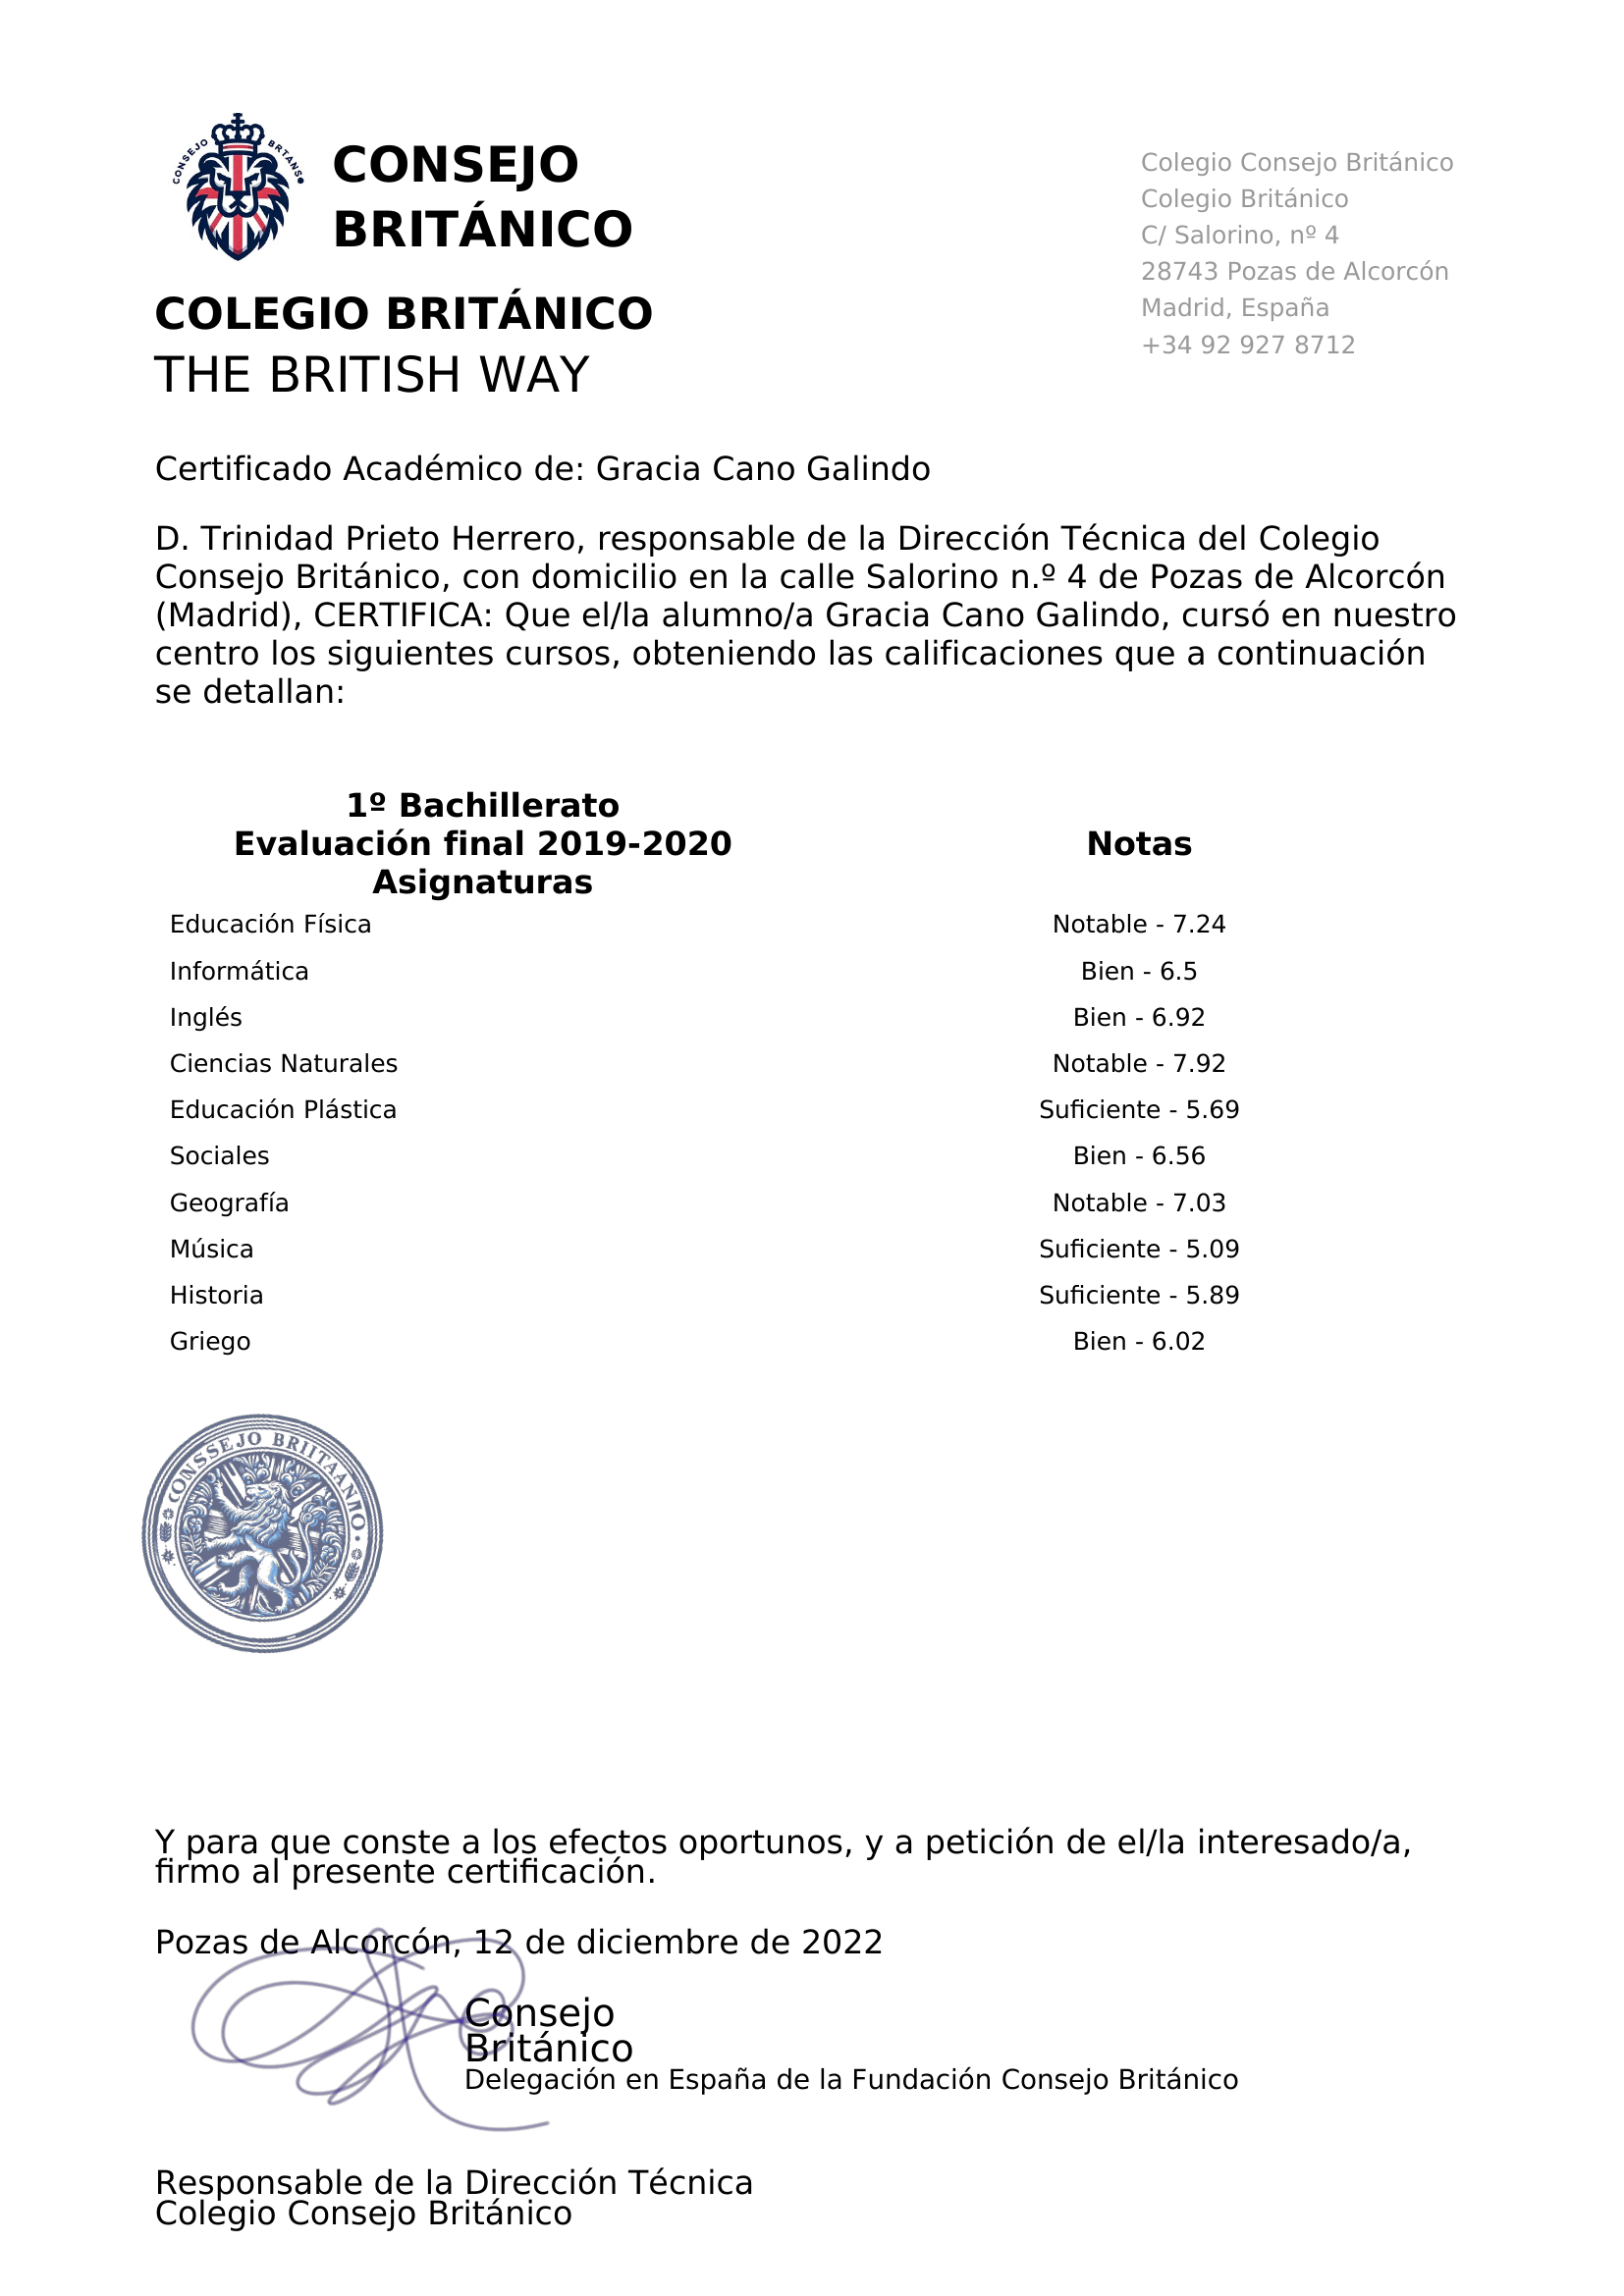 CONSEJO BRTANS
CONSEJO
BRITÁNICO
COLEGIO BRITÁNICO
THE BRITISH WAY
Colegio Consejo Británico
Colegio Británico
C/ Salorino, nº 4
28743 Pozas de Alcorcón
Madrid, España
+34 92 927 8712
Certificado Académico de: Gracia Cano Galindo
D. Trinidad Prieto Herrero, responsable de la Dirección Técnica del Colegio
Consejo Británico, con domicilio en la calle Salorino n.º 4 de Pozas de Alcorcón
(Madrid), CERTIFICA: Que el/la alumno/a Gracia Cano Galindo, cursó en nuestro
centro los siguientes cursos, obteniendo las calificaciones que a continuación
se detallan:
1º Bachillerato
Evaluación final 2019-2020 Notas
Asignaturas
Educación Física Notable - 7.24
Informática Bien - 6.5
Inglés Bien - 6.92
Ciencias Naturales Notable - 7.92
Educación Plástica Suficiente - 5.69
Sociales Bien - 6.56
Geografía Notable - 7.03
Música Suficiente - 5.09
Historia Suficiente - 5.89
Griego Bien - 6.02
CONSSEJO BRIITAANMO
Y para que conste a los efectos oportunos, y a petición de el/la interesado/a,
firmo al presente certificación.
Pozas de Alcorcón, 12 de diciembre de 2022
Consejo
Británico
Delegación en España de la Fundación Consejo Británico
Responsable de la Dirección Técnica
Colegio Consejo Británico